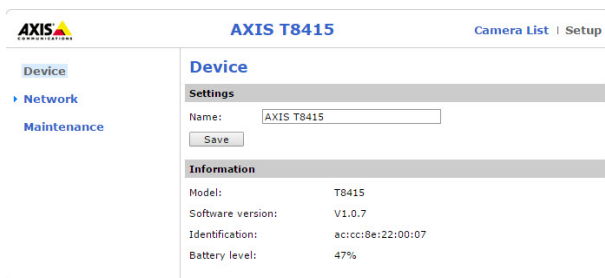 AXIS
COMMUNICATIONS
AXIS T8415
Camera List | Setup
Device
Network
Maintenance
Device
Settings
Name: AXIS T8415
Save
Information
Model: T8415
Software version: V1.0.7
Identification: ac:cc:8e:22:00:07
Battery level: 47%